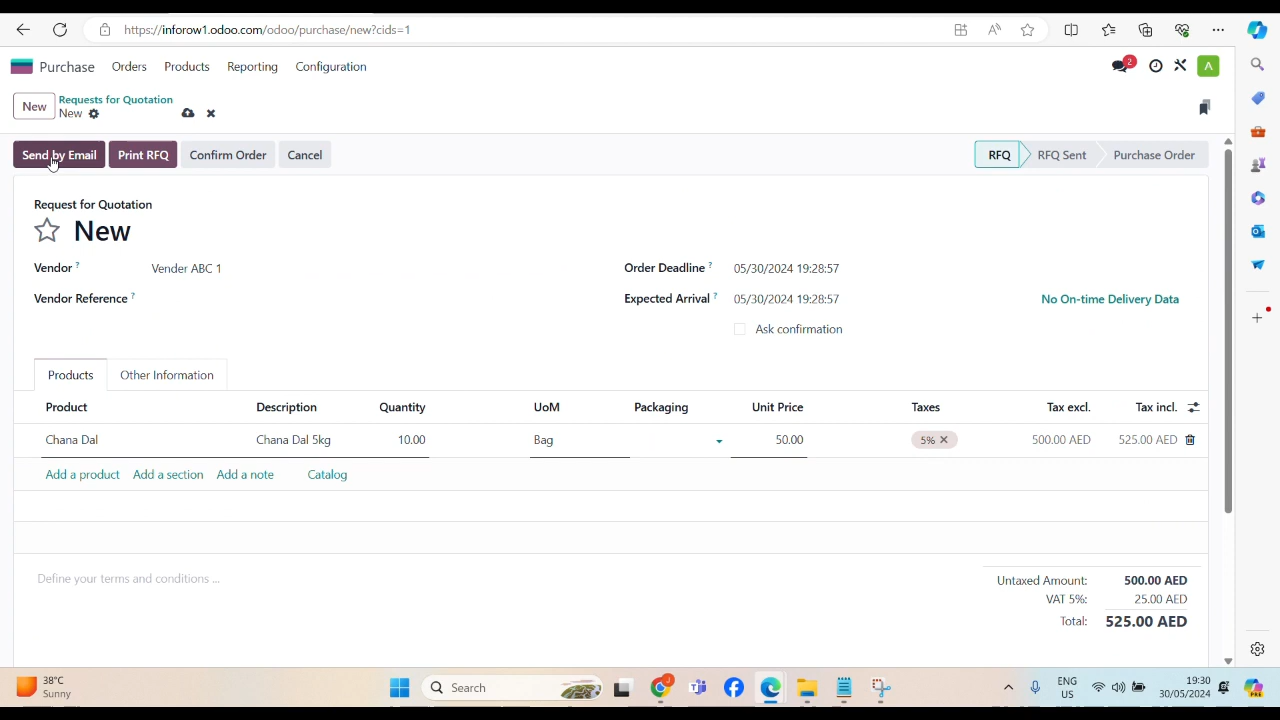 https://inforow1.odoo.com/odoo/purchase/new?cids=1
Purchase Orders Products Reporting Configuration 2 A
New Requests for Quotation
New
Send by Email Print RFQ Confirm Order Cancel RFQ RFQ Sent Purchase Order
Request for Quotation
New
Vendor ? Vender ABC 1 Order Deadline ? 05/30/2024 19:28:57
Vendor Reference ? Expected Arrival ? 05/30/2024 19:28:57 No On-time Delivery Data
Ask confirmation
Products Other Information
Product Description Quantity UoM Packaging Unit Price Taxes Tax excl. Tax incl.
Chana Dal Chana Dal 5kg 10.00 Bag 50.00 5% 500.00 AED 525.00 AED
Add a product Add a section Add a note Catalog
Define your terms and conditions ...
Untaxed Amount: 500.00 AED
VAT 5%: 25.00 AED
Total: 525.00 AED
38°C
Sunny
Search
ENG
US
19:30
30/05/2024